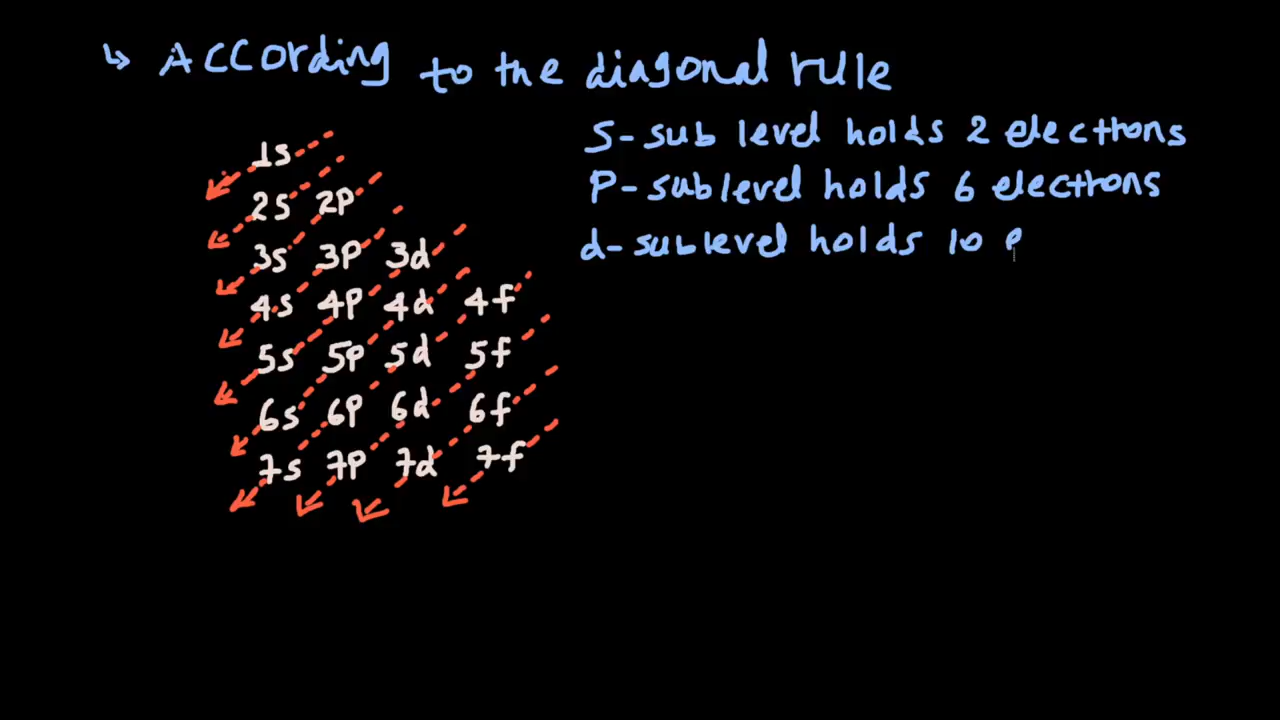 ↳ According to the diagonal rule
S-sub level holds 2 electrons
1s
P-sublevel holds 6 electrons
2s 2p
d-sublevel holds 10 e
3s 3p 3d
4s 4p 4d 4f
5s 5p 5d 5f
6s 6p 6d 6f
7s 7p 7d 7f